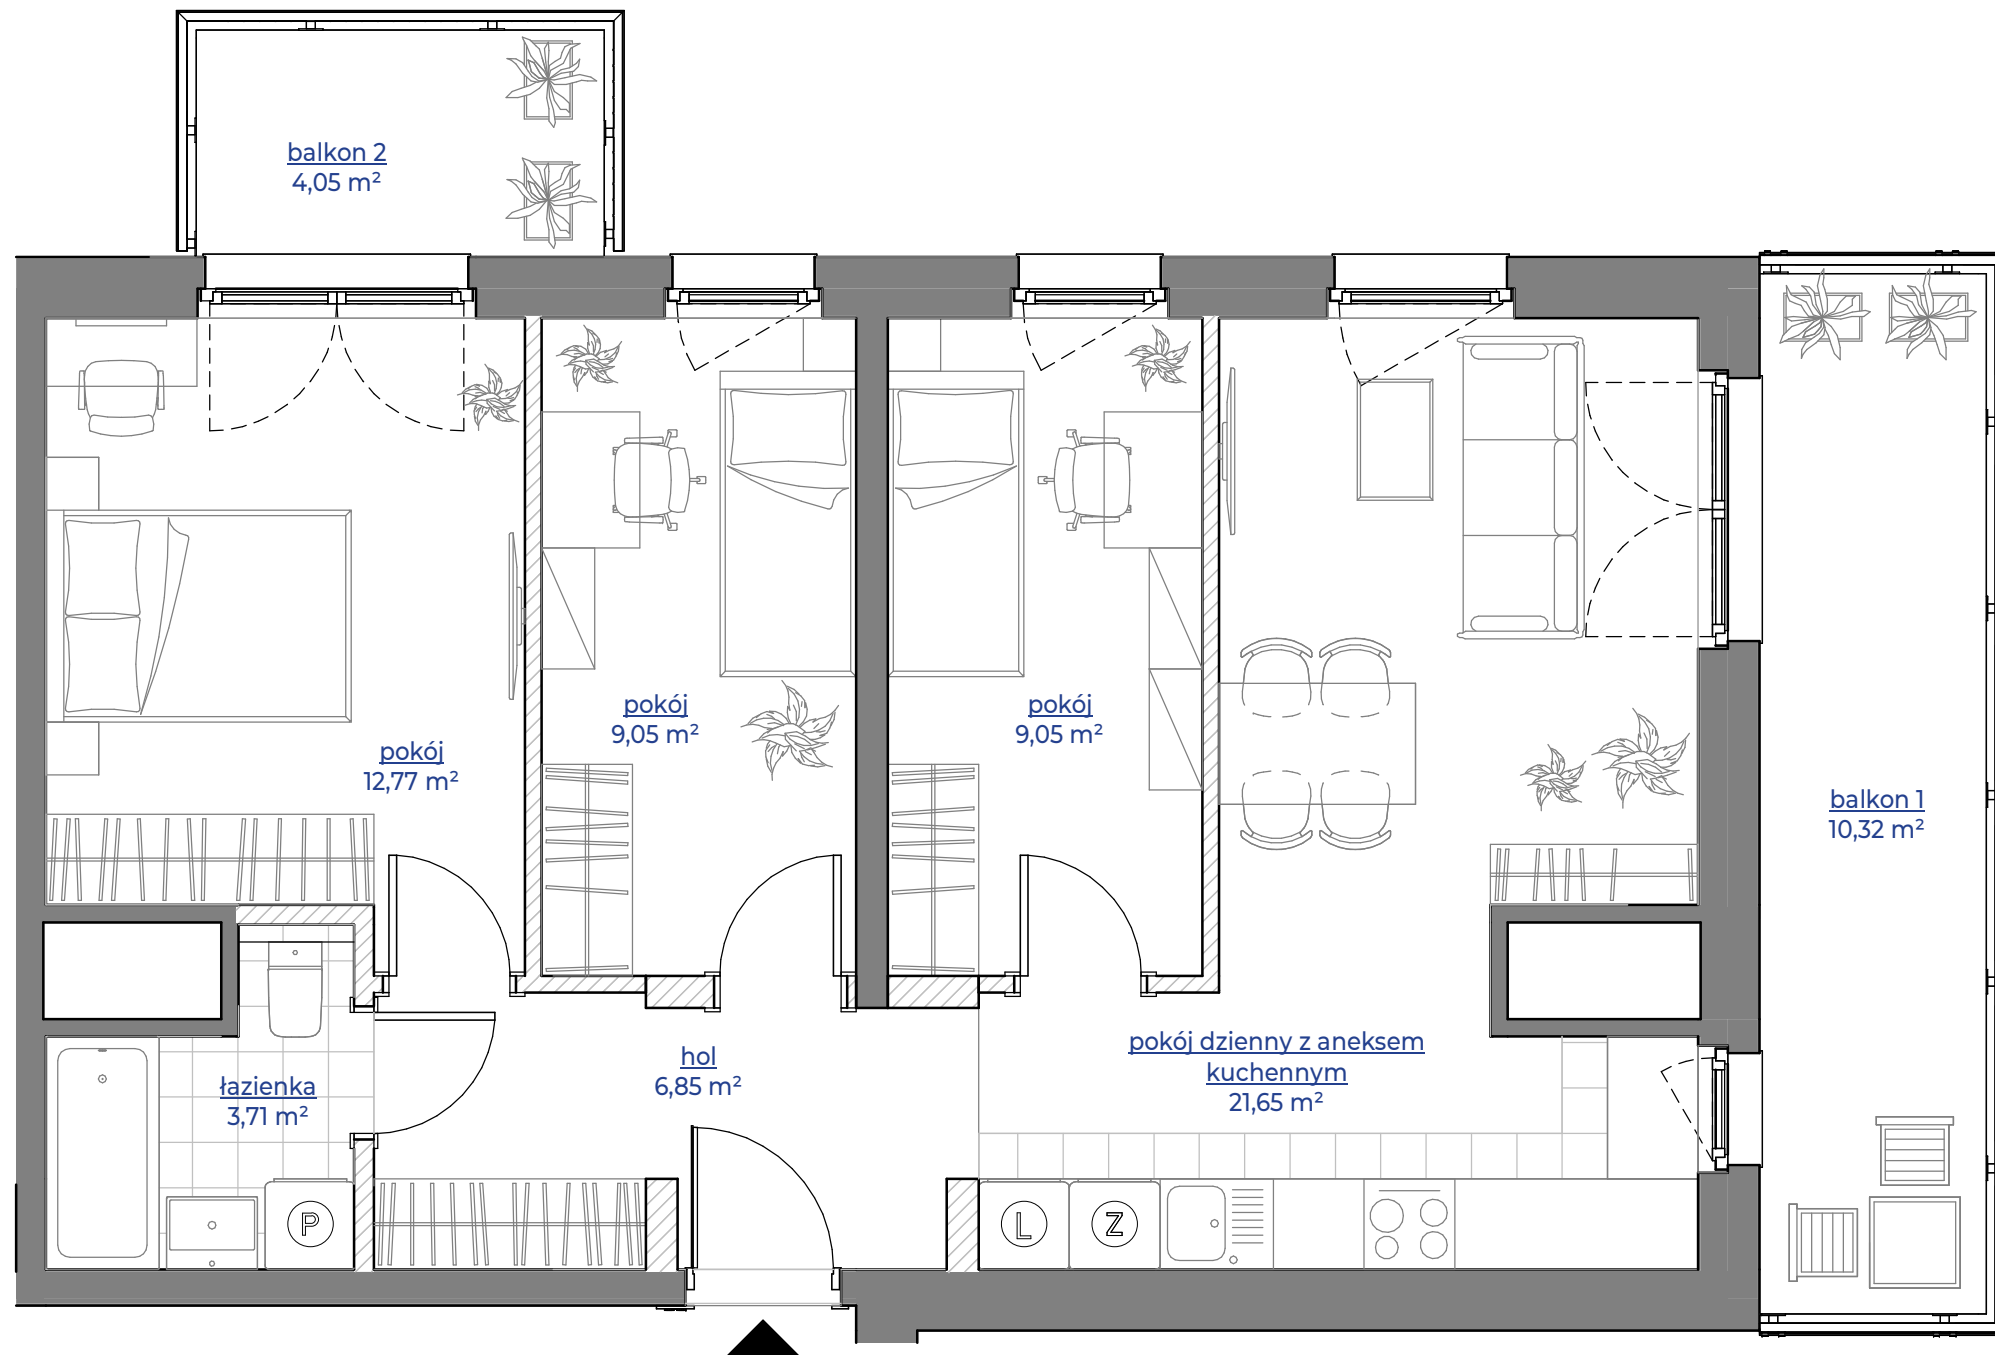 balkon 2
4,05 m²
pokój
12,77 m²
pokój
9,05 m²
pokój
9,05 m²
balkon 1
10,32 m²
pokój dzienny z aneksem
kuchennym
21,65 m²
hol
6,85 m²
łazienka
3,71 m²
P
L
Z